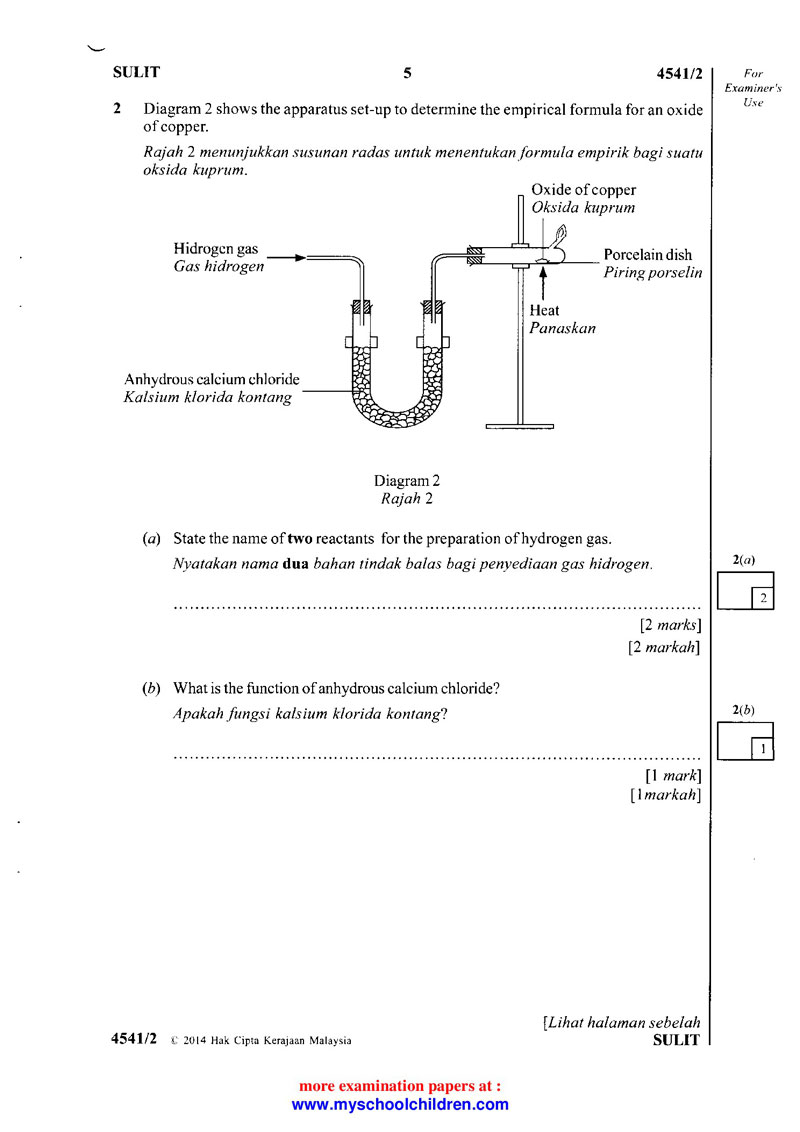 SULIT 5 4541/2
For
Examiner's
Use
2 Diagram 2 shows the apparatus set-up to determine the empirical formula for an oxide
of copper.
Rajah 2 menunjukkan susunan radas untuk menentukan formula empirik bagi suatu
oksida kuprum.
Oxide of copper
Oksida kuprum
Hidrogen gas
Gas hidrogen
Porcelain dish
Piring porselin
Heat
Panaskan
Anhydrous calcium chloride
Kalsium klorida kontang
Diagram 2
Rajah 2
(a) State the name of two reactants for the preparation of hydrogen gas.
Nyatakan nama dua bahan tindak balas bagi penyediaan gas hidrogen.
2(a)
2
................................................................................................
[2 marks]
[2 markah]
(b) What is the function of anhydrous calcium chloride?
Apakah fungsi kalsium klorida kontang?
2(b)
1
................................................................................................
[1 mark]
[1 markah]
[Lihat halaman sebelah
4541/2 © 2014 Hak Cipta Kerajaan Malaysia SULIT
more examination papers at :
www.myschoolchildren.com